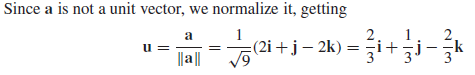 Since a is not a unit vector, we normalize it, getting
u = a/‖a‖ = 1/√9 (2i + j − 2k) = 2/3 i + 1/3 j − 2/3 k